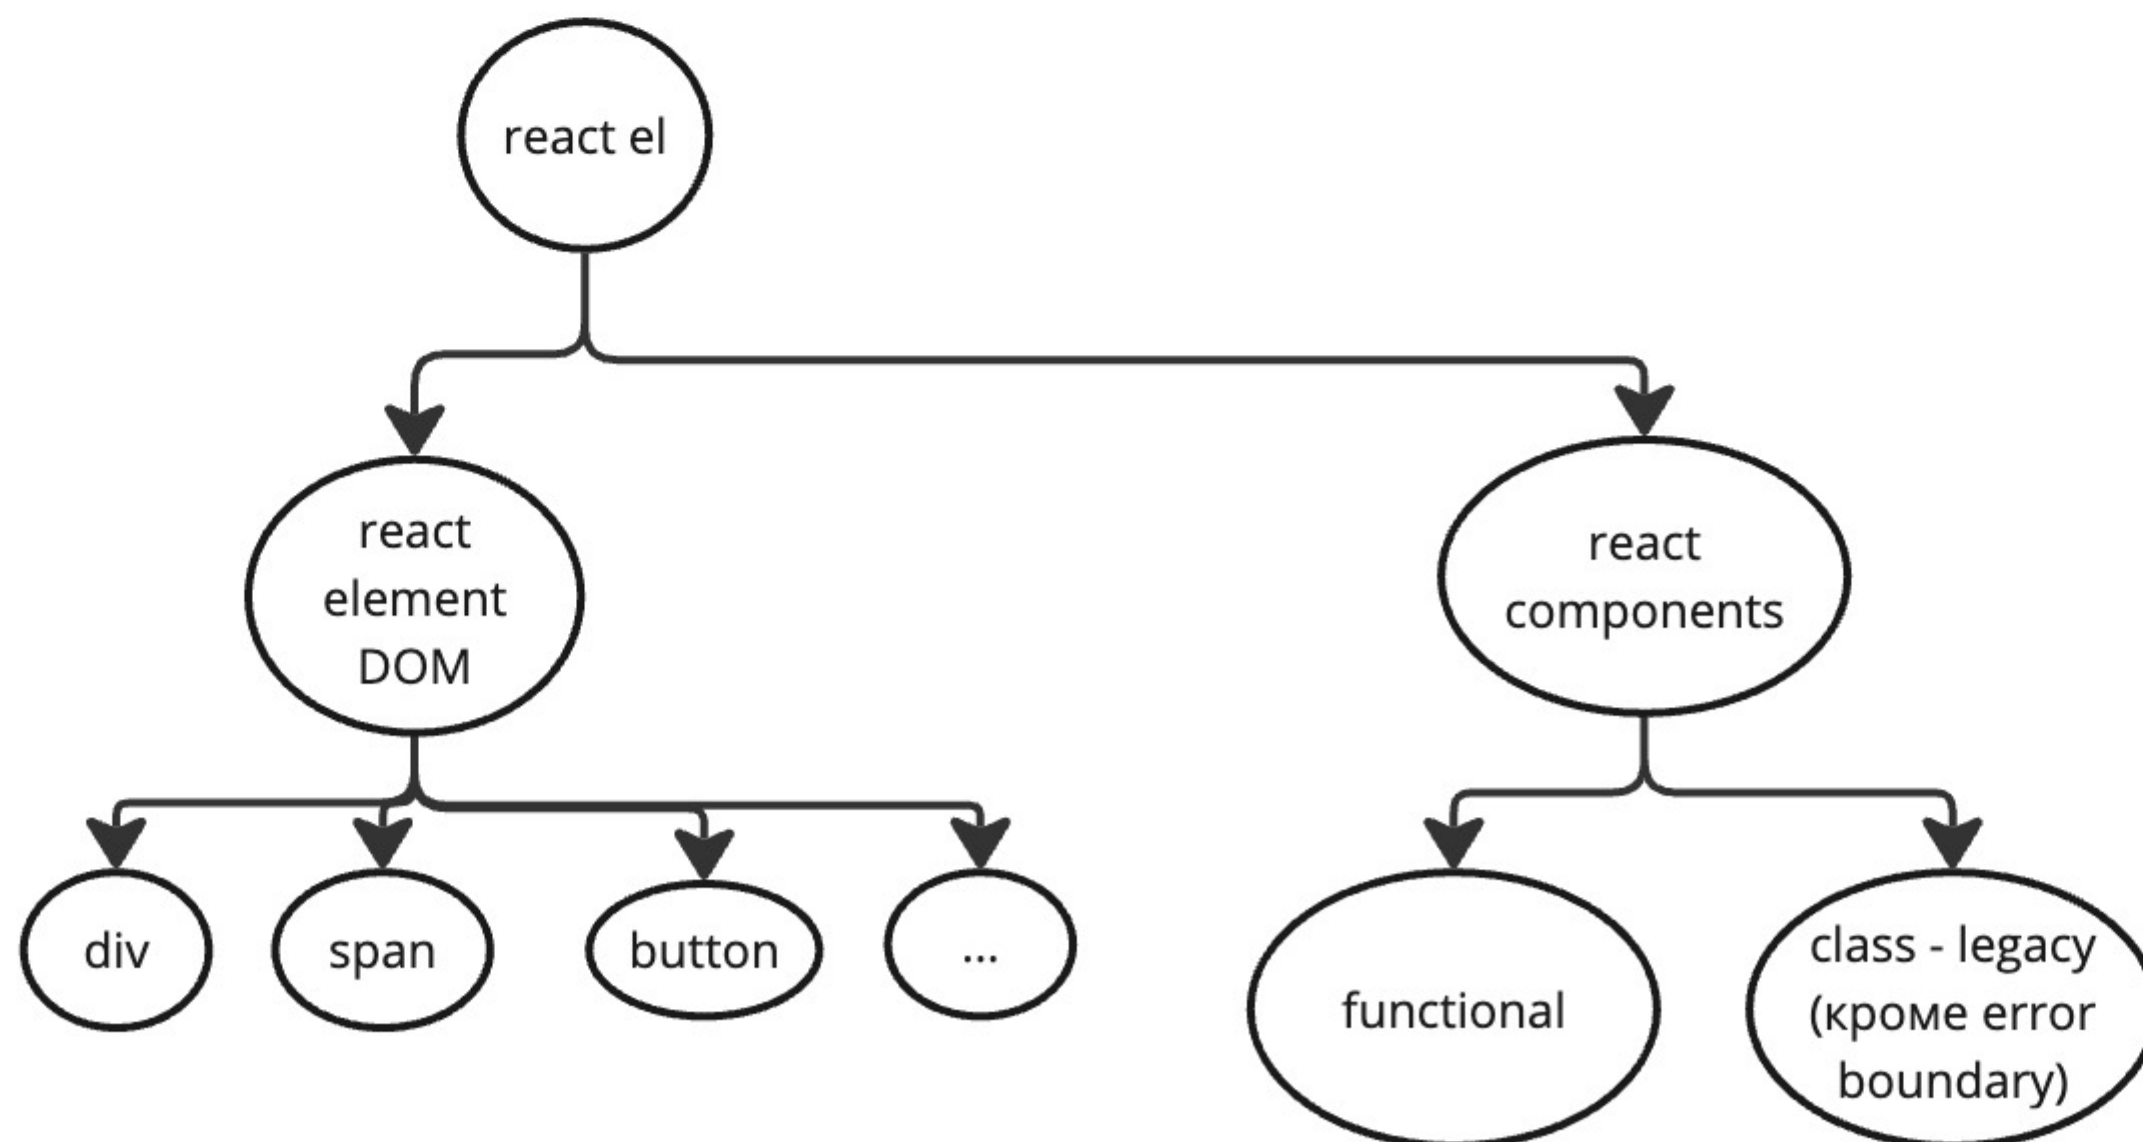 react el
react
element
DOM
react
components
div
span
button
...
functional
class - legacy
(кроме error
boundary)